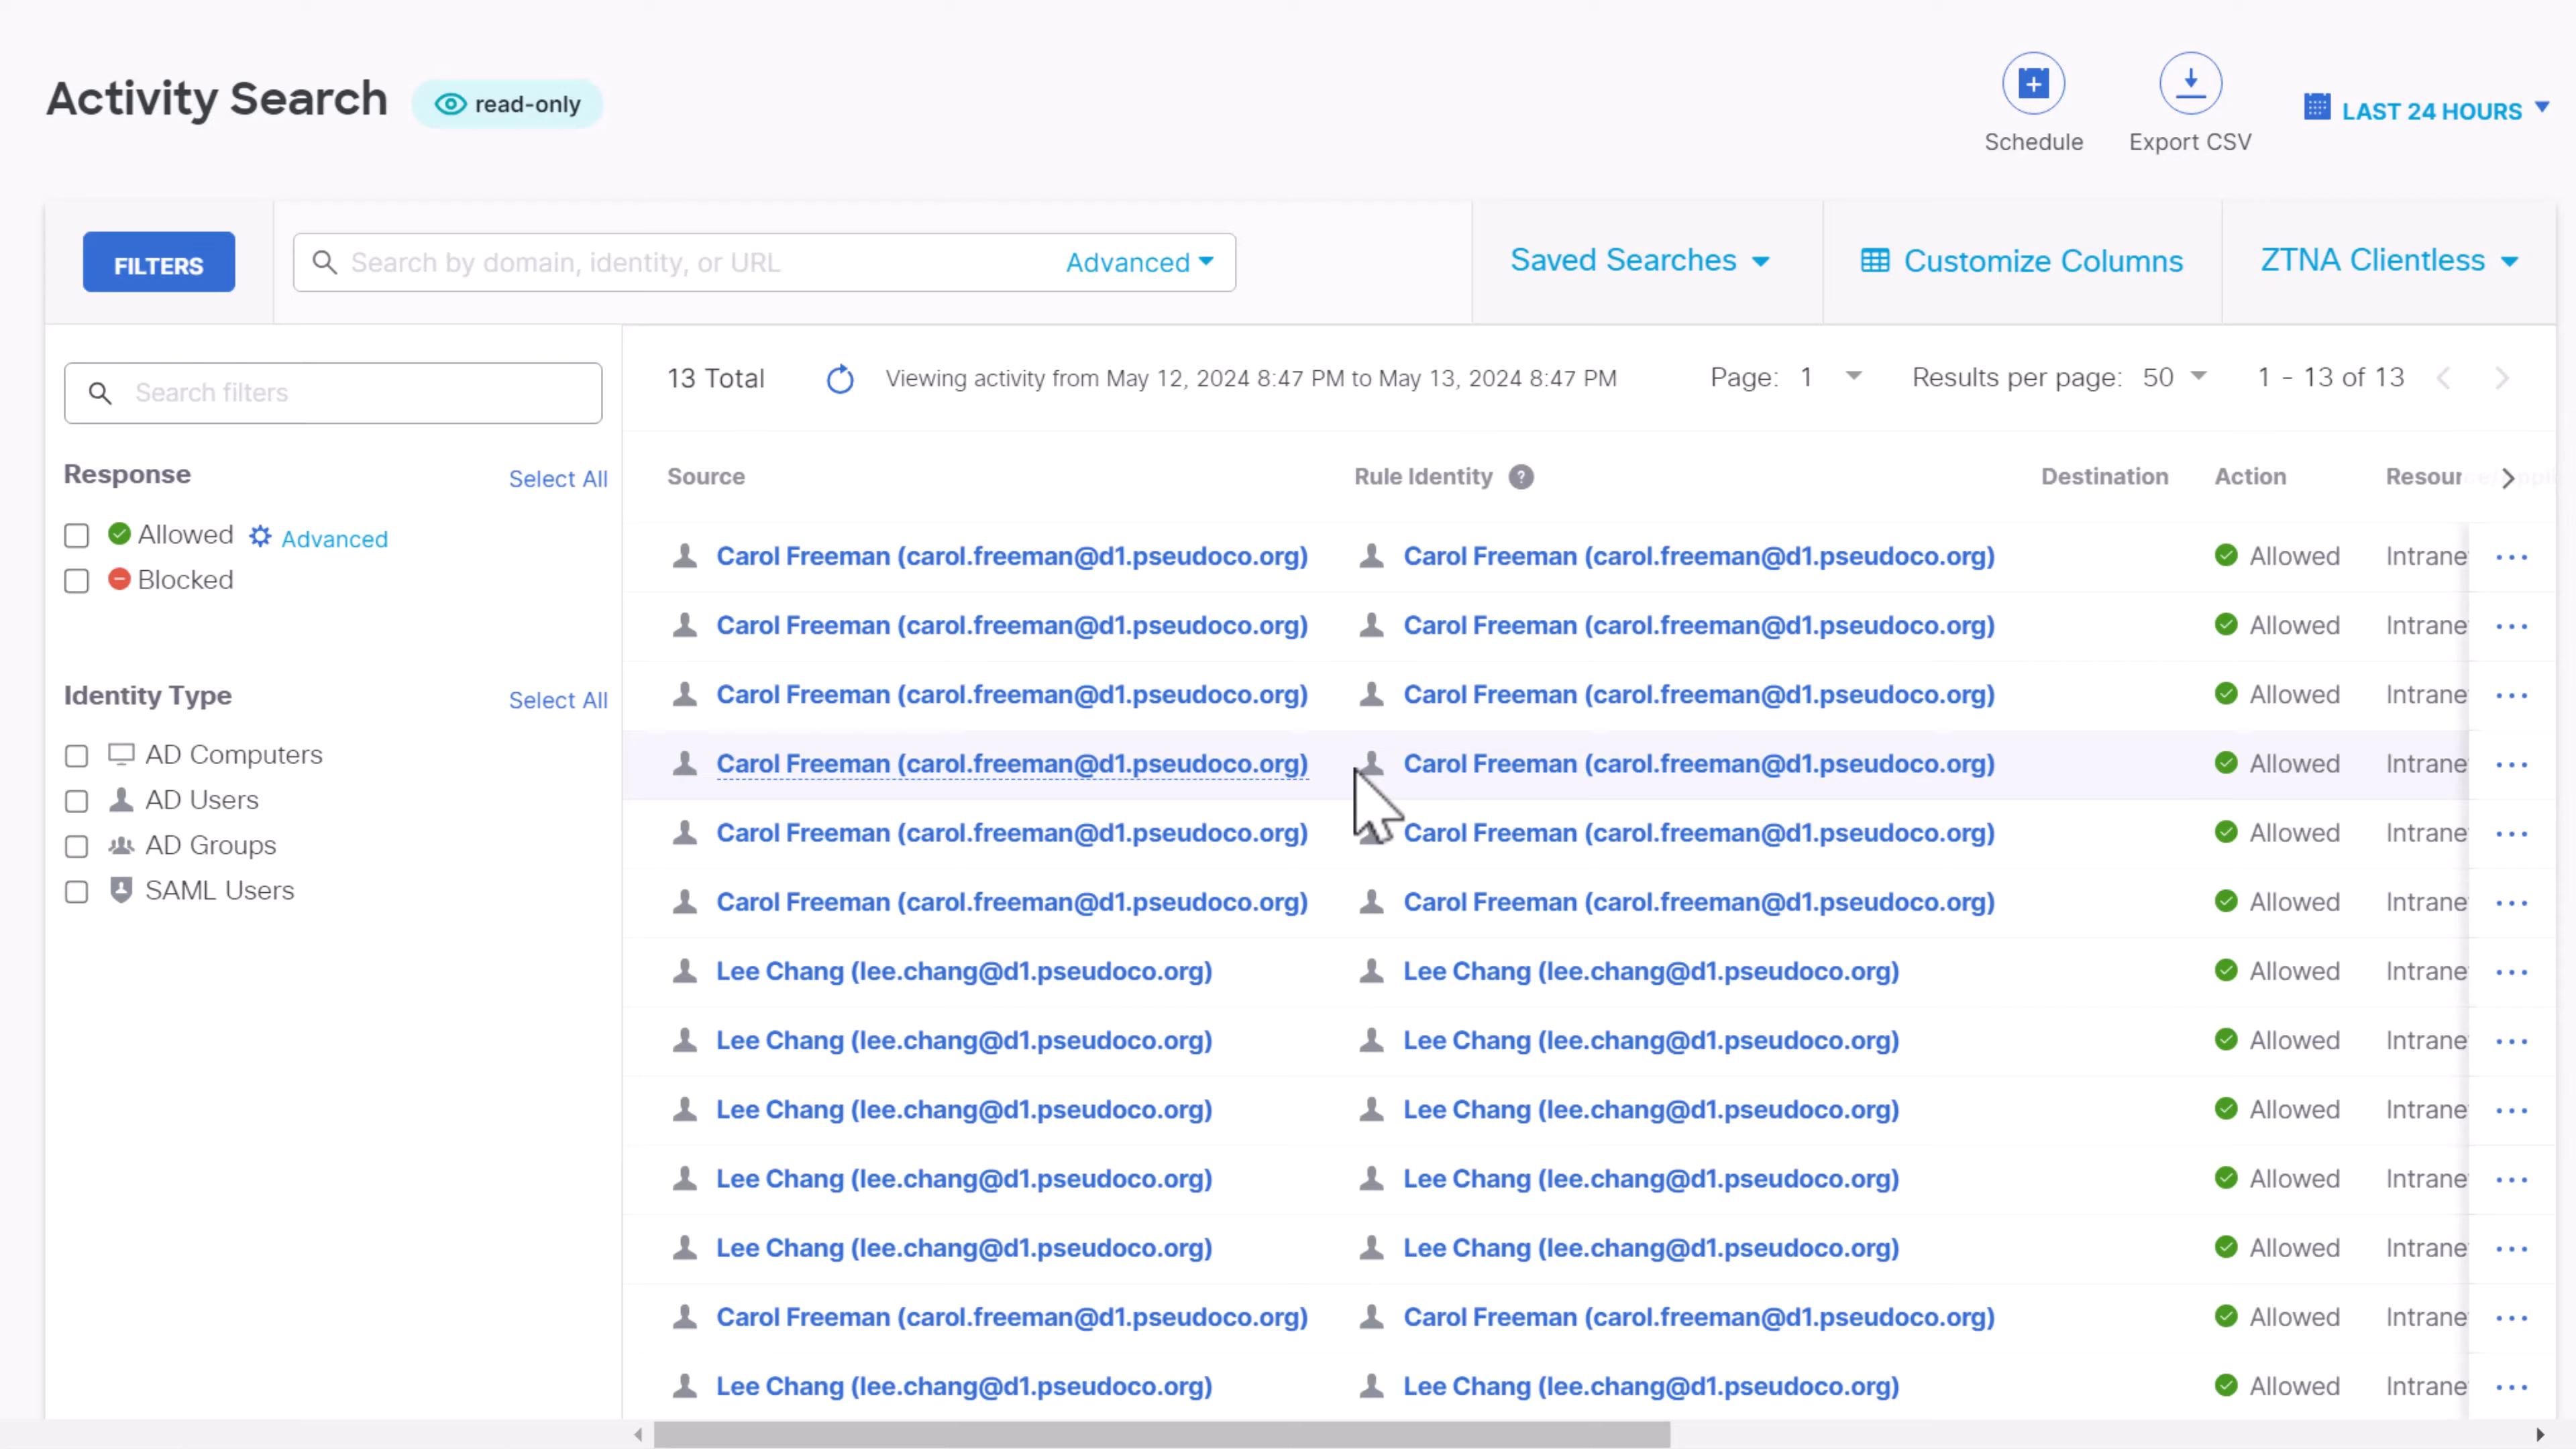 Activity Search read-only
Schedule
Export CSV
LAST 24 HOURS
FILTERS
Search by domain, identity, or URL Advanced
Saved Searches
Customize Columns
ZTNA Clientless
Search filters
Response Select All
Allowed Advanced
Blocked
Identity Type Select All
AD Computers
AD Users
AD Groups
SAML Users
13 Total Viewing activity from May 12, 2024 8:47 PM to May 13, 2024 8:47 PM Page: 1 Results per page: 50 1 - 13 of 13
Source Rule Identity ? Destination Action Resour
Carol Freeman (carol.freeman@d1.pseudoco.org) Carol Freeman (carol.freeman@d1.pseudoco.org) Allowed Intrane
Carol Freeman (carol.freeman@d1.pseudoco.org) Carol Freeman (carol.freeman@d1.pseudoco.org) Allowed Intrane
Carol Freeman (carol.freeman@d1.pseudoco.org) Carol Freeman (carol.freeman@d1.pseudoco.org) Allowed Intrane
Carol Freeman (carol.freeman@d1.pseudoco.org) Carol Freeman (carol.freeman@d1.pseudoco.org) Allowed Intrane
Carol Freeman (carol.freeman@d1.pseudoco.org) Carol Freeman (carol.freeman@d1.pseudoco.org) Allowed Intrane
Carol Freeman (carol.freeman@d1.pseudoco.org) Carol Freeman (carol.freeman@d1.pseudoco.org) Allowed Intrane
Lee Chang (lee.chang@d1.pseudoco.org) Lee Chang (lee.chang@d1.pseudoco.org) Allowed Intrane
Lee Chang (lee.chang@d1.pseudoco.org) Lee Chang (lee.chang@d1.pseudoco.org) Allowed Intrane
Lee Chang (lee.chang@d1.pseudoco.org) Lee Chang (lee.chang@d1.pseudoco.org) Allowed Intrane
Lee Chang (lee.chang@d1.pseudoco.org) Lee Chang (lee.chang@d1.pseudoco.org) Allowed Intrane
Lee Chang (lee.chang@d1.pseudoco.org) Lee Chang (lee.chang@d1.pseudoco.org) Allowed Intrane
Carol Freeman (carol.freeman@d1.pseudoco.org) Carol Freeman (carol.freeman@d1.pseudoco.org) Allowed Intrane
Lee Chang (lee.chang@d1.pseudoco.org) Lee Chang (lee.chang@d1.pseudoco.org) Allowed Intrane